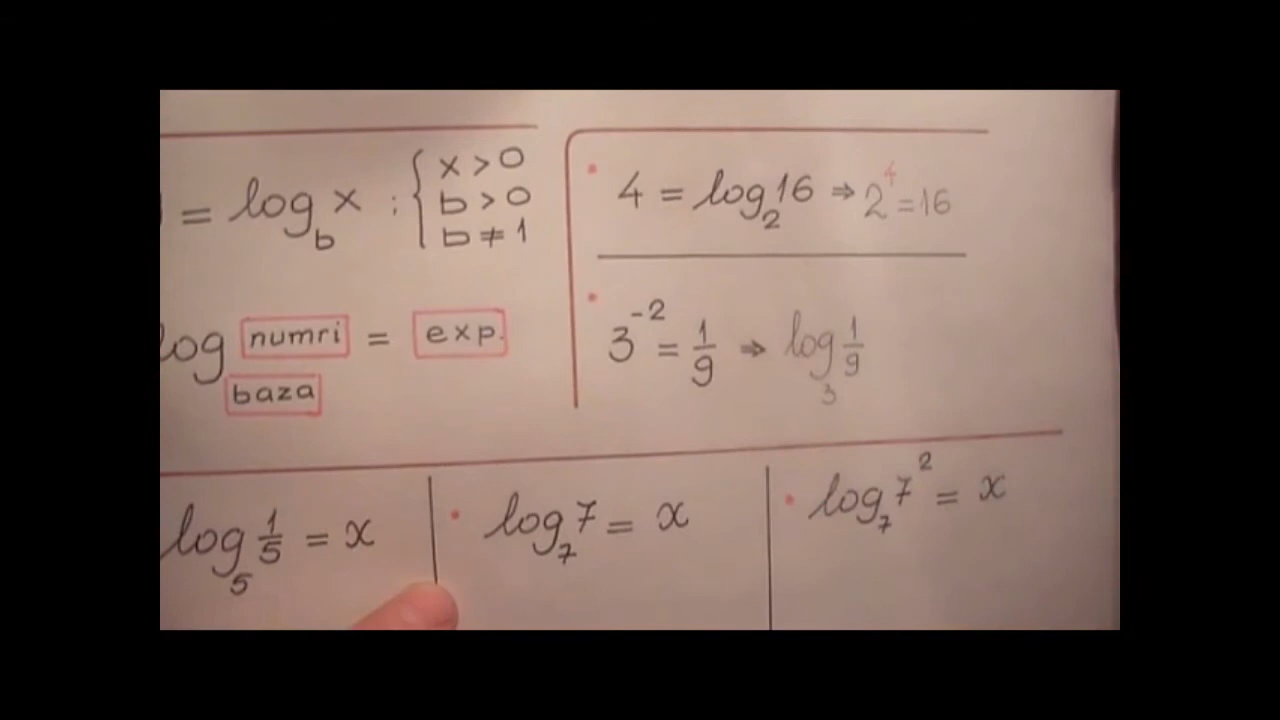 = log_b x ; { x > 0
b > 0
b ≠ 1
log_baza numri = exp.
• 4 = log_2 16 ⇒ 2^4 = 16
• 3^-2 = 1/9 ⇒ log_3 1/9
log_5 1/5 = x
• log_7 7 = x
• log_7 7^2 = x